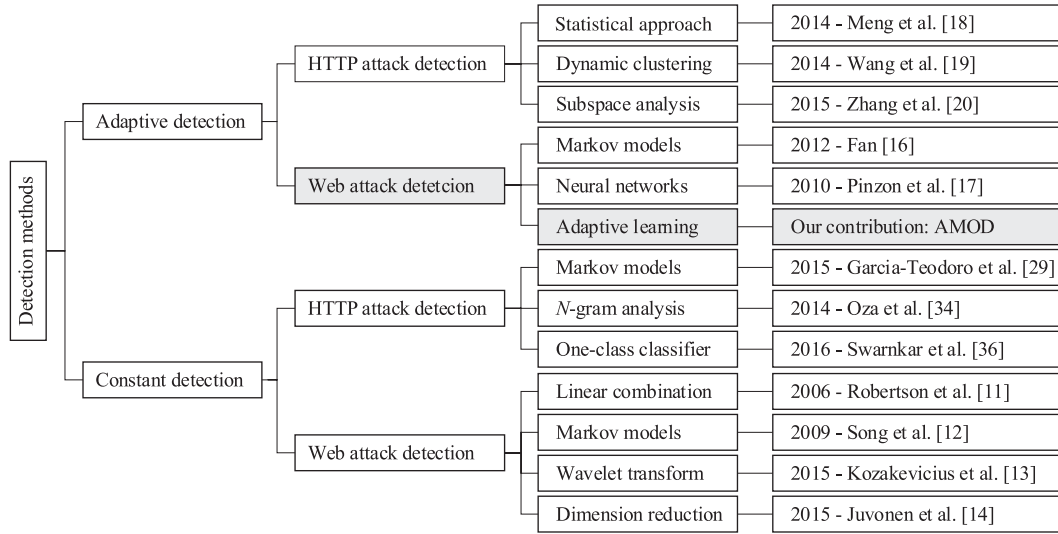 Detection methods
Adaptive detection
HTTP attack detection
Statistical approach
2014 - Meng et al. [18]
Dynamic clustering
2014 - Wang et al. [19]
Subspace analysis
2015 - Zhang et al. [20]
Web attack detetcion
Markov models
2012 - Fan [16]
Neural networks
2010 - Pinzon et al. [17]
Adaptive learning
Our contribution: AMOD
Constant detection
HTTP attack detection
Markov models
2015 - Garcia-Teodoro et al. [29]
N-gram analysis
2014 - Oza et al. [34]
One-class classifier
2016 - Swarnkar et al. [36]
Web attack detection
Linear combination
2006 - Robertson et al. [11]
Markov models
2009 - Song et al. [12]
Wavelet transform
2015 - Kozakevicius et al. [13]
Dimension reduction
2015 - Juvonen et al. [14]